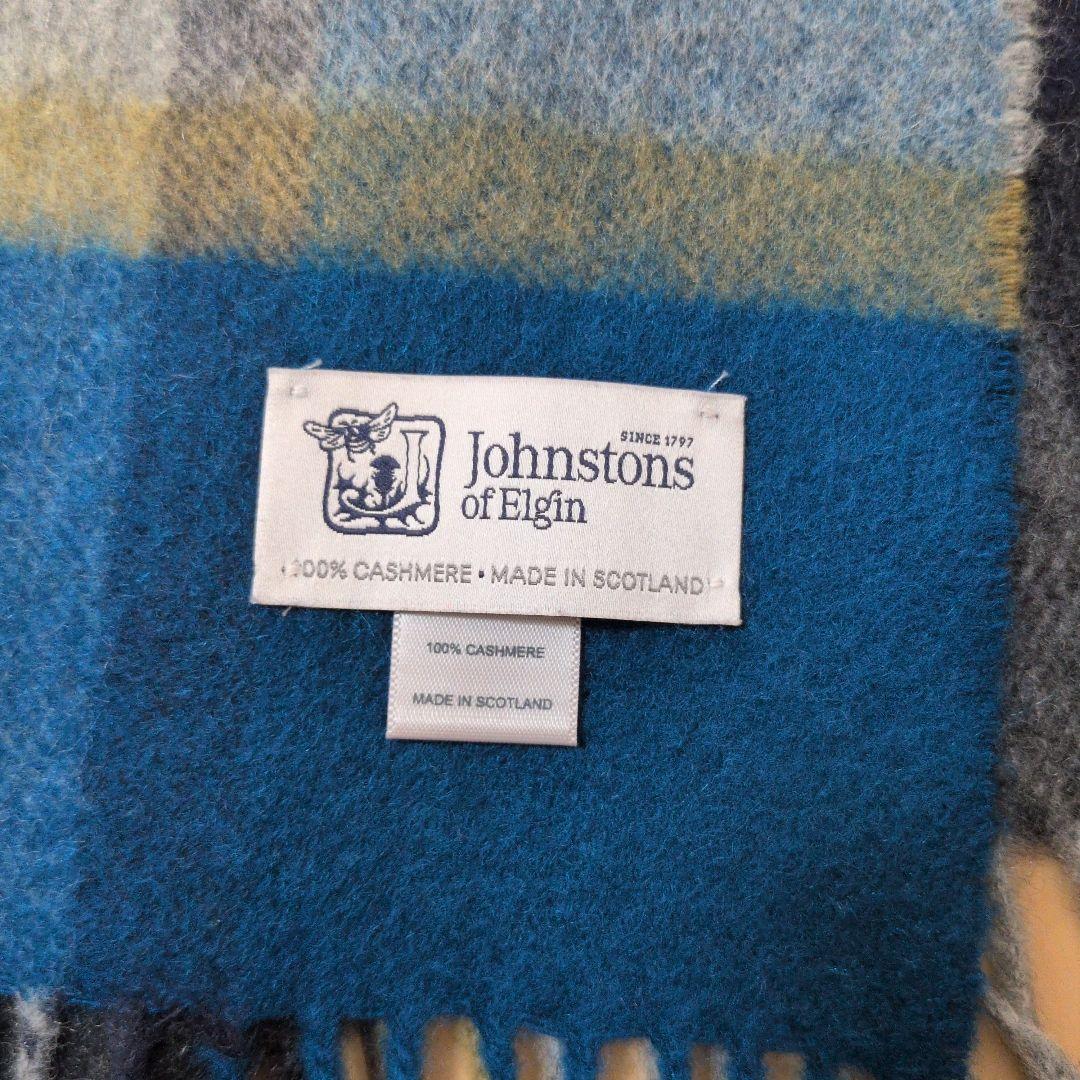 SINCE 1797
Johnstons
of Elgin
100% CASHMERE • MADE IN SCOTLAND
100% CASHMERE
MADE IN SCOTLAND